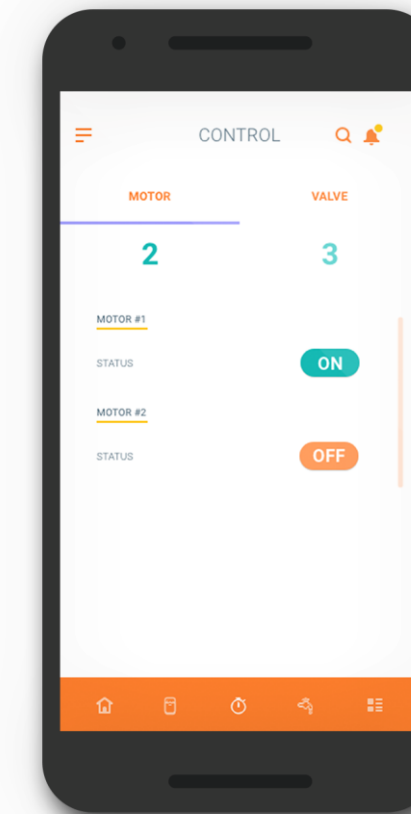 CONTROL
MOTOR VALVE
2 3
MOTOR #1
STATUS ON
MOTOR #2
STATUS OFF